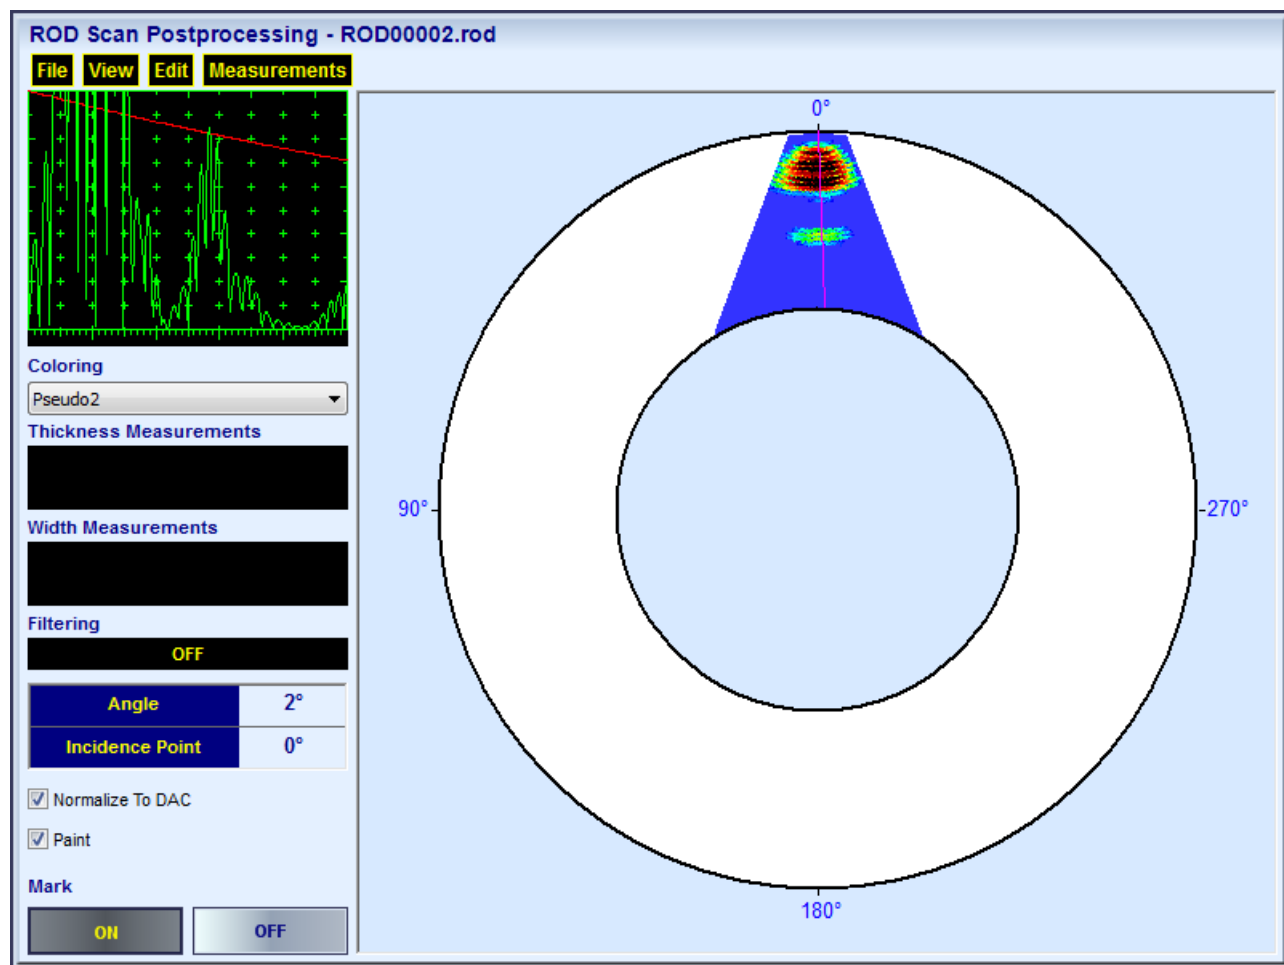 ROD Scan Postprocessing - ROD00002.rod
File View Edit Measurements
0°
Coloring
Pseudo2
Thickness Measurements
90°
270°
Width Measurements
Filtering
OFF
Angle 2°
Incidence Point 0°
Normalize To DAC
Paint
Mark
180°
ON OFF